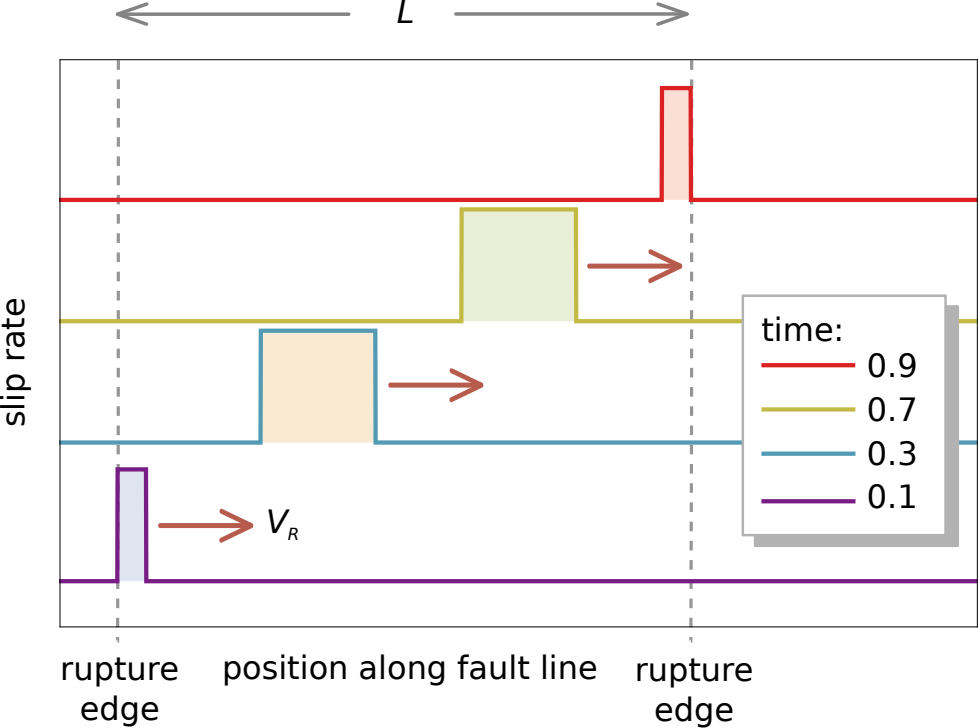 L
slip rate
time:
0.9
0.7
0.3
0.1
V_R
rupture
edge
position along fault line
rupture
edge